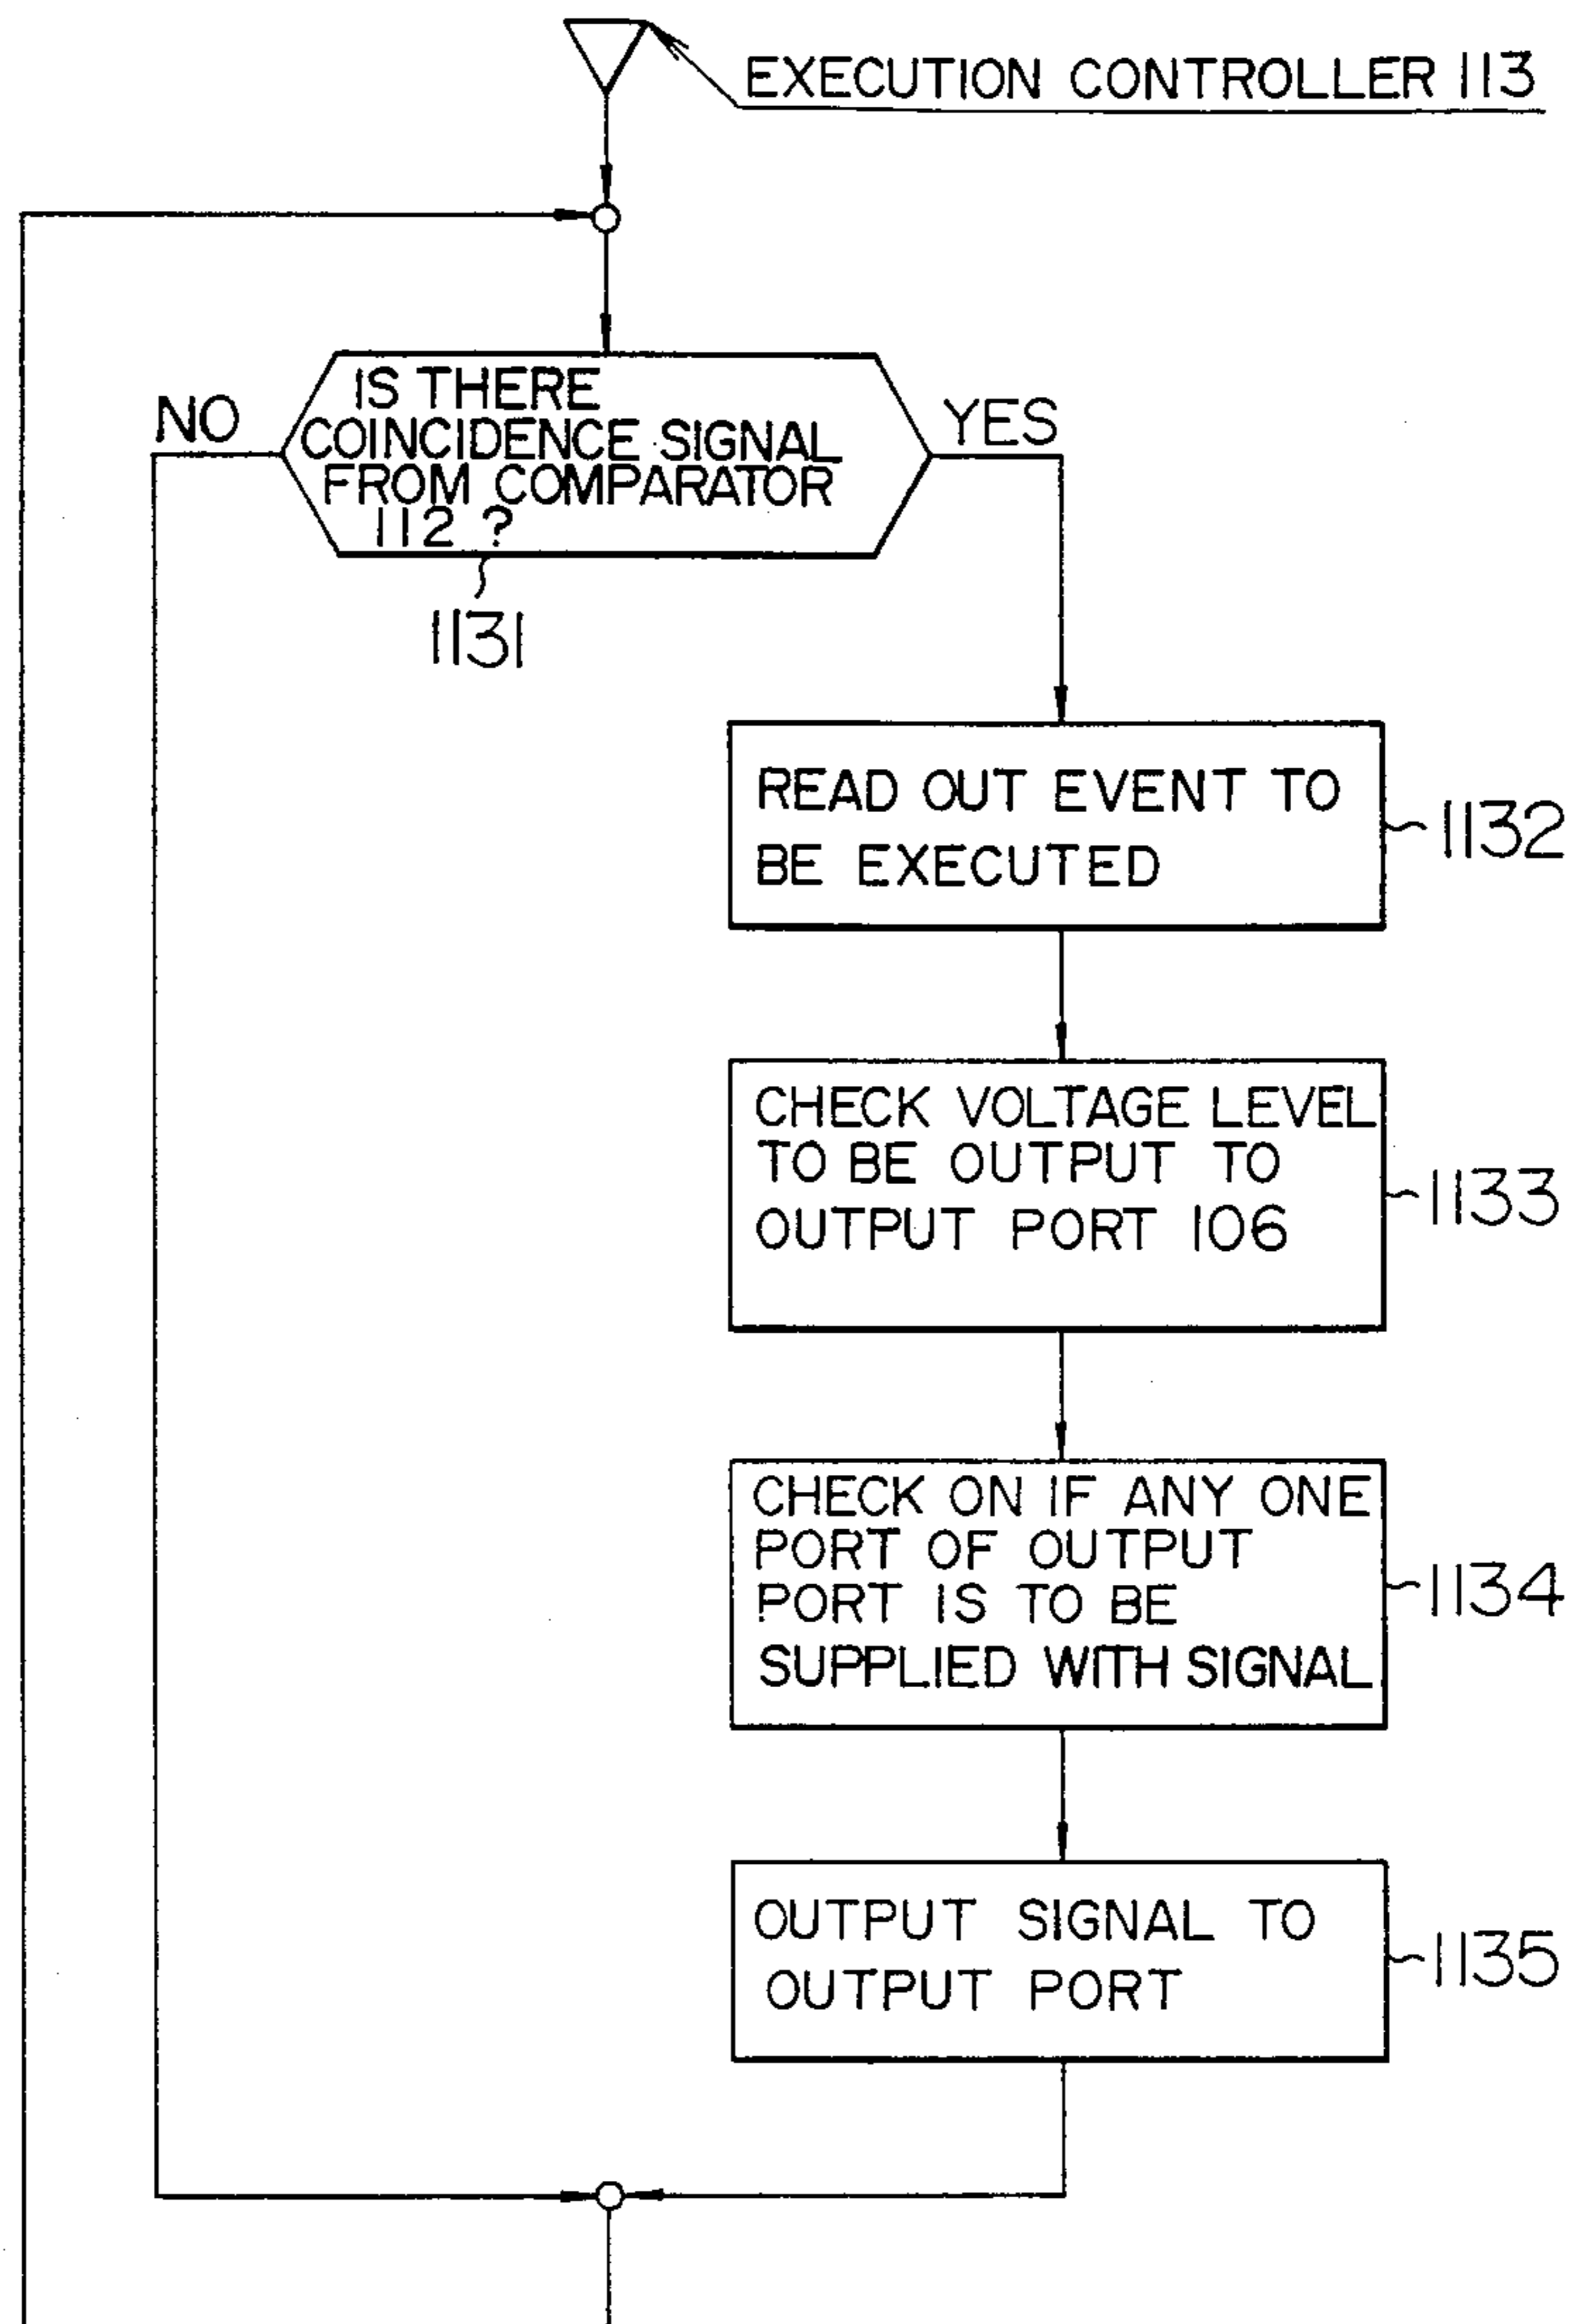 EXECUTION CONTROLLER 113
IS THERE
COINCIDENCE SIGNAL
FROM COMPARATOR
112 ?
NO
YES
1131
READ OUT EVENT TO
BE EXECUTED
1132
CHECK VOLTAGE LEVEL
TO BE OUTPUT TO
OUTPUT PORT 106
1133
CHECK ON IF ANY ONE
PORT OF OUTPUT
PORT IS TO BE
SUPPLIED WITH SIGNAL
1134
OUTPUT SIGNAL TO
OUTPUT PORT
1135